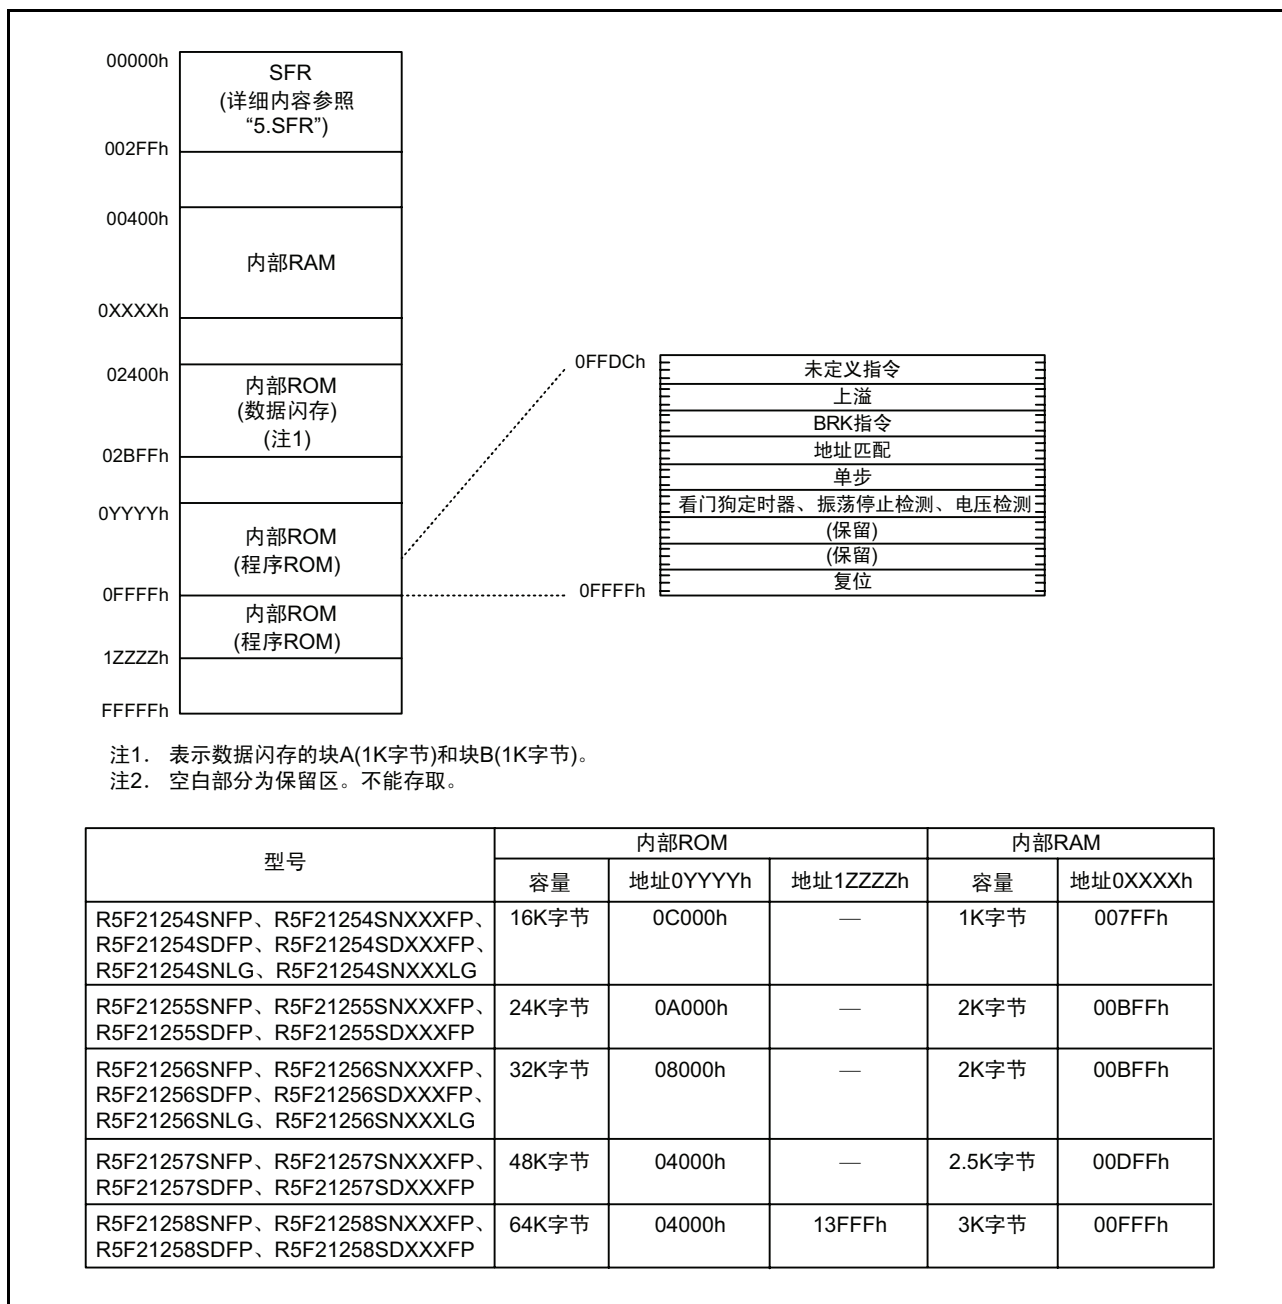 00000h
SFR
(详细内容参照
“5.SFR”)
002FFh
00400h
内部RAM
0XXXXh
02400h
内部ROM
(数据闪存)
(注1)
02BFFh
0YYYYh
内部ROM
(程序ROM)
0FFFFh
内部ROM
(程序ROM)
1ZZZZh
FFFFFh
0FFDCh
未定义指令
上溢
BRK指令
地址匹配
单步
看门狗定时器、振荡停止检测、电压检测
(保留)
(保留)
复位
0FFFFh
注1. 表示数据闪存的块A(1K字节)和块B(1K字节)。
注2. 空白部分为保留区。不能存取。
型号 内部ROM 内部RAM
容量 地址0YYYYh 地址1ZZZZh 容量 地址0XXXXh
R5F21254SNFP、R5F21254SNXXXFP、 16K字节 0C000h — 1K字节 007FFh
R5F21254SDFP、R5F21254SDXXXFP、
R5F21254SNLG、R5F21254SNXXXLG
R5F21255SNFP、R5F21255SNXXXFP、 24K字节 0A000h — 2K字节 00BFFh
R5F21255SDFP、R5F21255SDXXXFP
R5F21256SNFP、R5F21256SNXXXFP、 32K字节 08000h — 2K字节 00BFFh
R5F21256SDFP、R5F21256SDXXXFP、
R5F21256SNLG、R5F21256SNXXXLG
R5F21257SNFP、R5F21257SNXXXFP、 48K字节 04000h — 2.5K字节 00DFFh
R5F21257SDFP、R5F21257SDXXXFP
R5F21258SNFP、R5F21258SNXXXFP、 64K字节 04000h 13FFFh 3K字节 00FFFh
R5F21258SDFP、R5F21258SDXXXFP